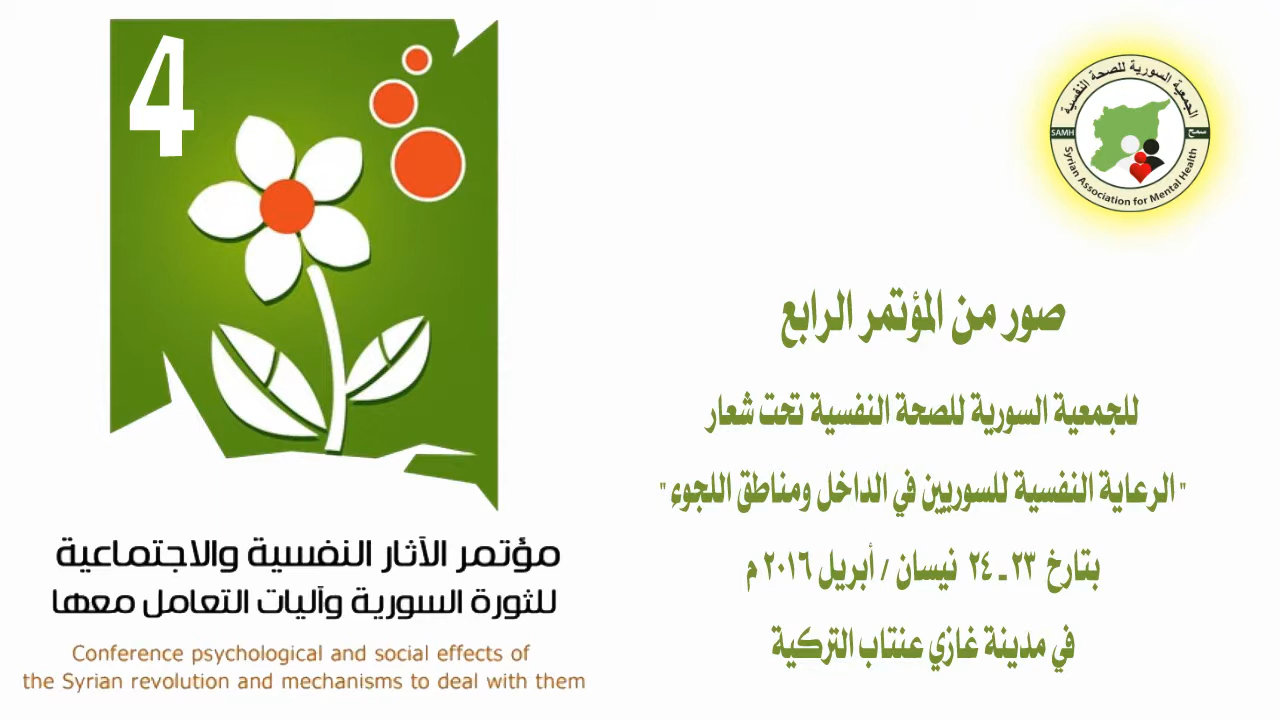 4
الجمعية السورية للصحة النفسية
SAMH
سمح
Syrian Association for Mental Health
صور من المؤتمر الرابع
للجمعية السورية للصحة النفسية تحت شعار
" الرعاية النفسية للسوريين في الداخل ومناطق اللجوء "
بتارخ ٢٣ ـ ٢٤ نيسان / أبريل ٢٠١٦ م
في مدينة غازي عنتاب التركية
مؤتمر الآثار النفسية والاجتماعية
للثورة السورية وآليات التعامل معها
Conference psychological and social effects of
the Syrian revolution and mechanisms to deal with them